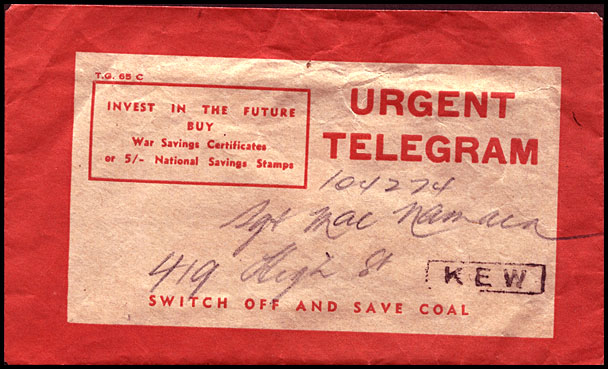 T.G. 65 C
INVEST IN THE FUTURE
BUY
War Savings Certificates
or 5/- National Savings Stamps
URGENT
TELEGRAM
104274
Sgt Mac Namara
419 High St
KEW
SWITCH OFF AND SAVE COAL